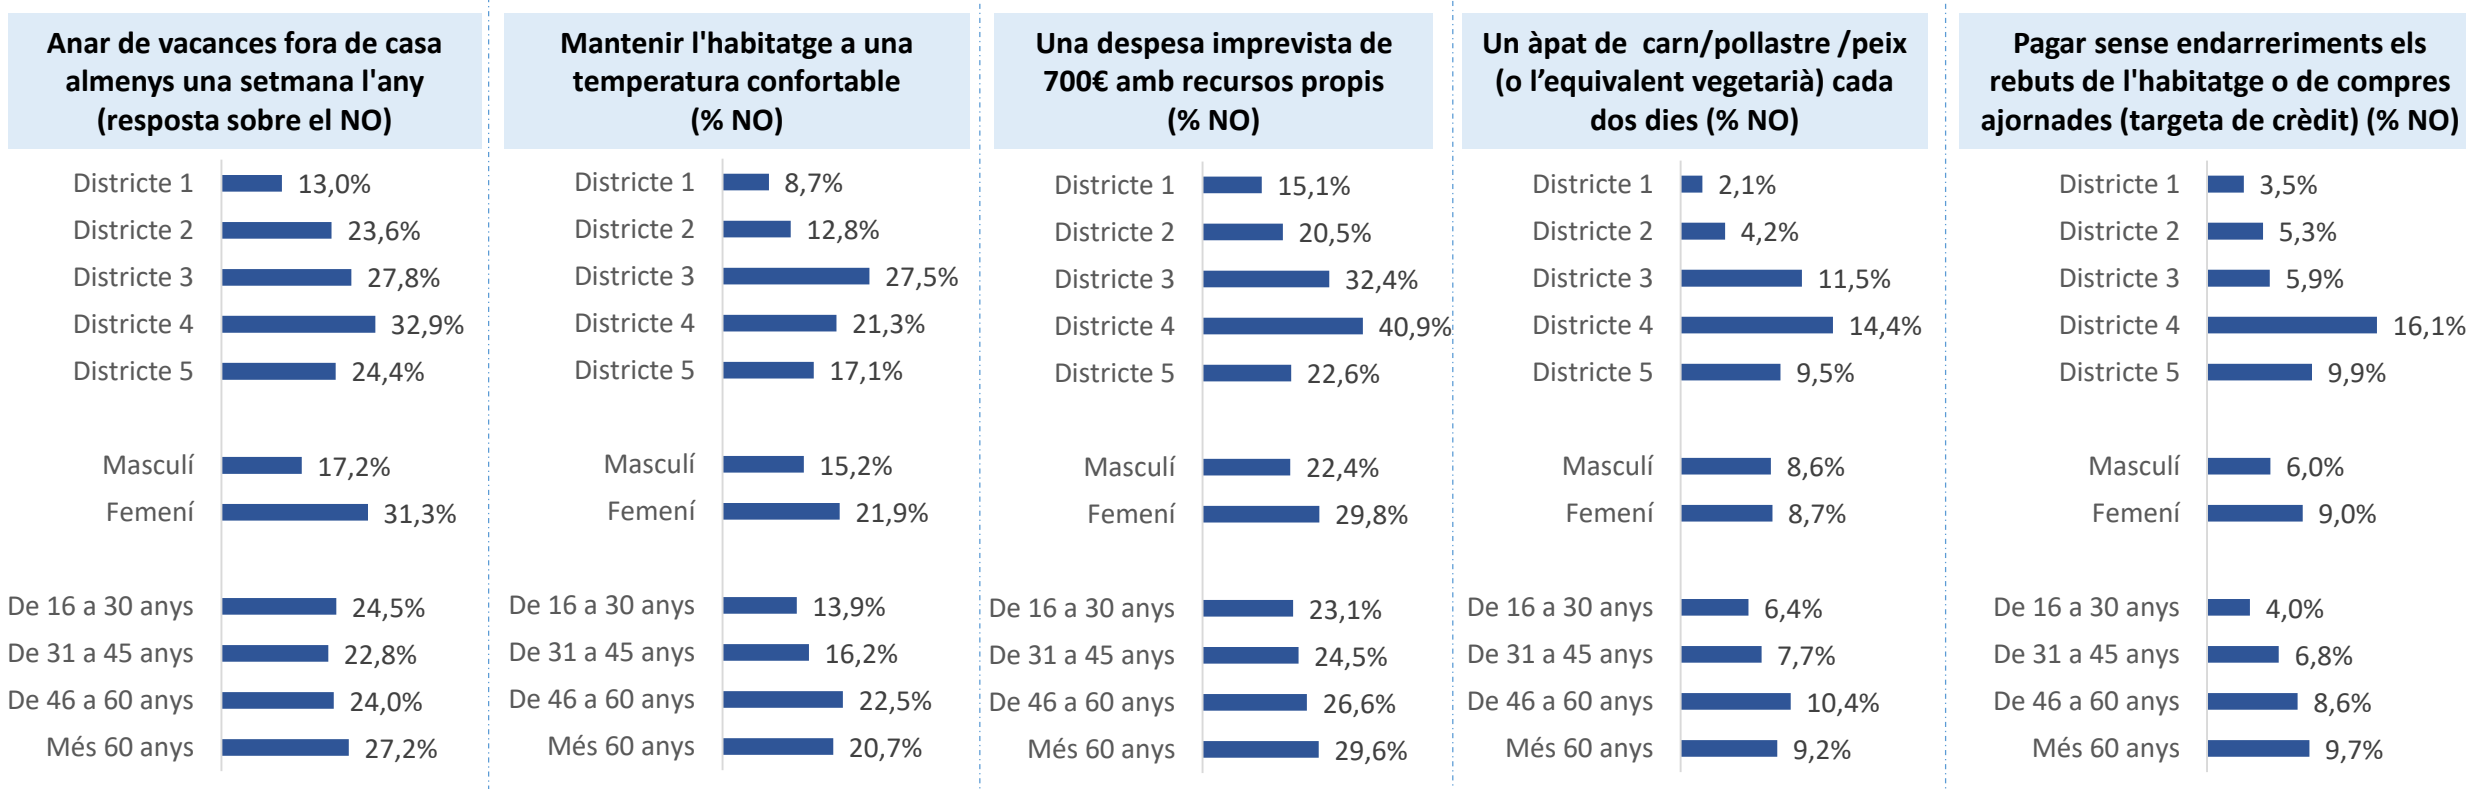 Anar de vacances fora de casa
almenys una setmana l'any
(resposta sobre el NO)
Districte 1 13,0%
Districte 2 23,6%
Districte 3 27,8%
Districte 4 32,9%
Districte 5 24,4%
Masculí 17,2%
Femení 31,3%
De 16 a 30 anys 24,5%
De 31 a 45 anys 22,8%
De 46 a 60 anys 24,0%
Més 60 anys 27,2%
Mantenir l'habitatge a una
temperatura confortable
(% NO)
Districte 1 8,7%
Districte 2 12,8%
Districte 3 27,5%
Districte 4 21,3%
Districte 5 17,1%
Masculí 15,2%
Femení 21,9%
De 16 a 30 anys 13,9%
De 31 a 45 anys 16,2%
De 46 a 60 anys 22,5%
Més 60 anys 20,7%
Una despesa imprevista de
700€ amb recursos propis
(% NO)
Districte 1 15,1%
Districte 2 20,5%
Districte 3 32,4%
Districte 4 40,9%
Districte 5 22,6%
Masculí 22,4%
Femení 29,8%
De 16 a 30 anys 23,1%
De 31 a 45 anys 24,5%
De 46 a 60 anys 26,6%
Més 60 anys 29,6%
Un àpat de carn/pollastre /peix
(o l’equivalent vegetarià) cada
dos dies (% NO)
Districte 1 2,1%
Districte 2 4,2%
Districte 3 11,5%
Districte 4 14,4%
Districte 5 9,5%
Masculí 8,6%
Femení 8,7%
De 16 a 30 anys 6,4%
De 31 a 45 anys 7,7%
De 46 a 60 anys 10,4%
Més 60 anys 9,2%
Pagar sense endarreriments els
rebuts de l'habitatge o de compres
ajornades (targeta de crèdit) (% NO)
Districte 1 3,5%
Districte 2 5,3%
Districte 3 5,9%
Districte 4 16,1%
Districte 5 9,9%
Masculí 6,0%
Femení 9,0%
De 16 a 30 anys 4,0%
De 31 a 45 anys 6,8%
De 46 a 60 anys 8,6%
Més 60 anys 9,7%